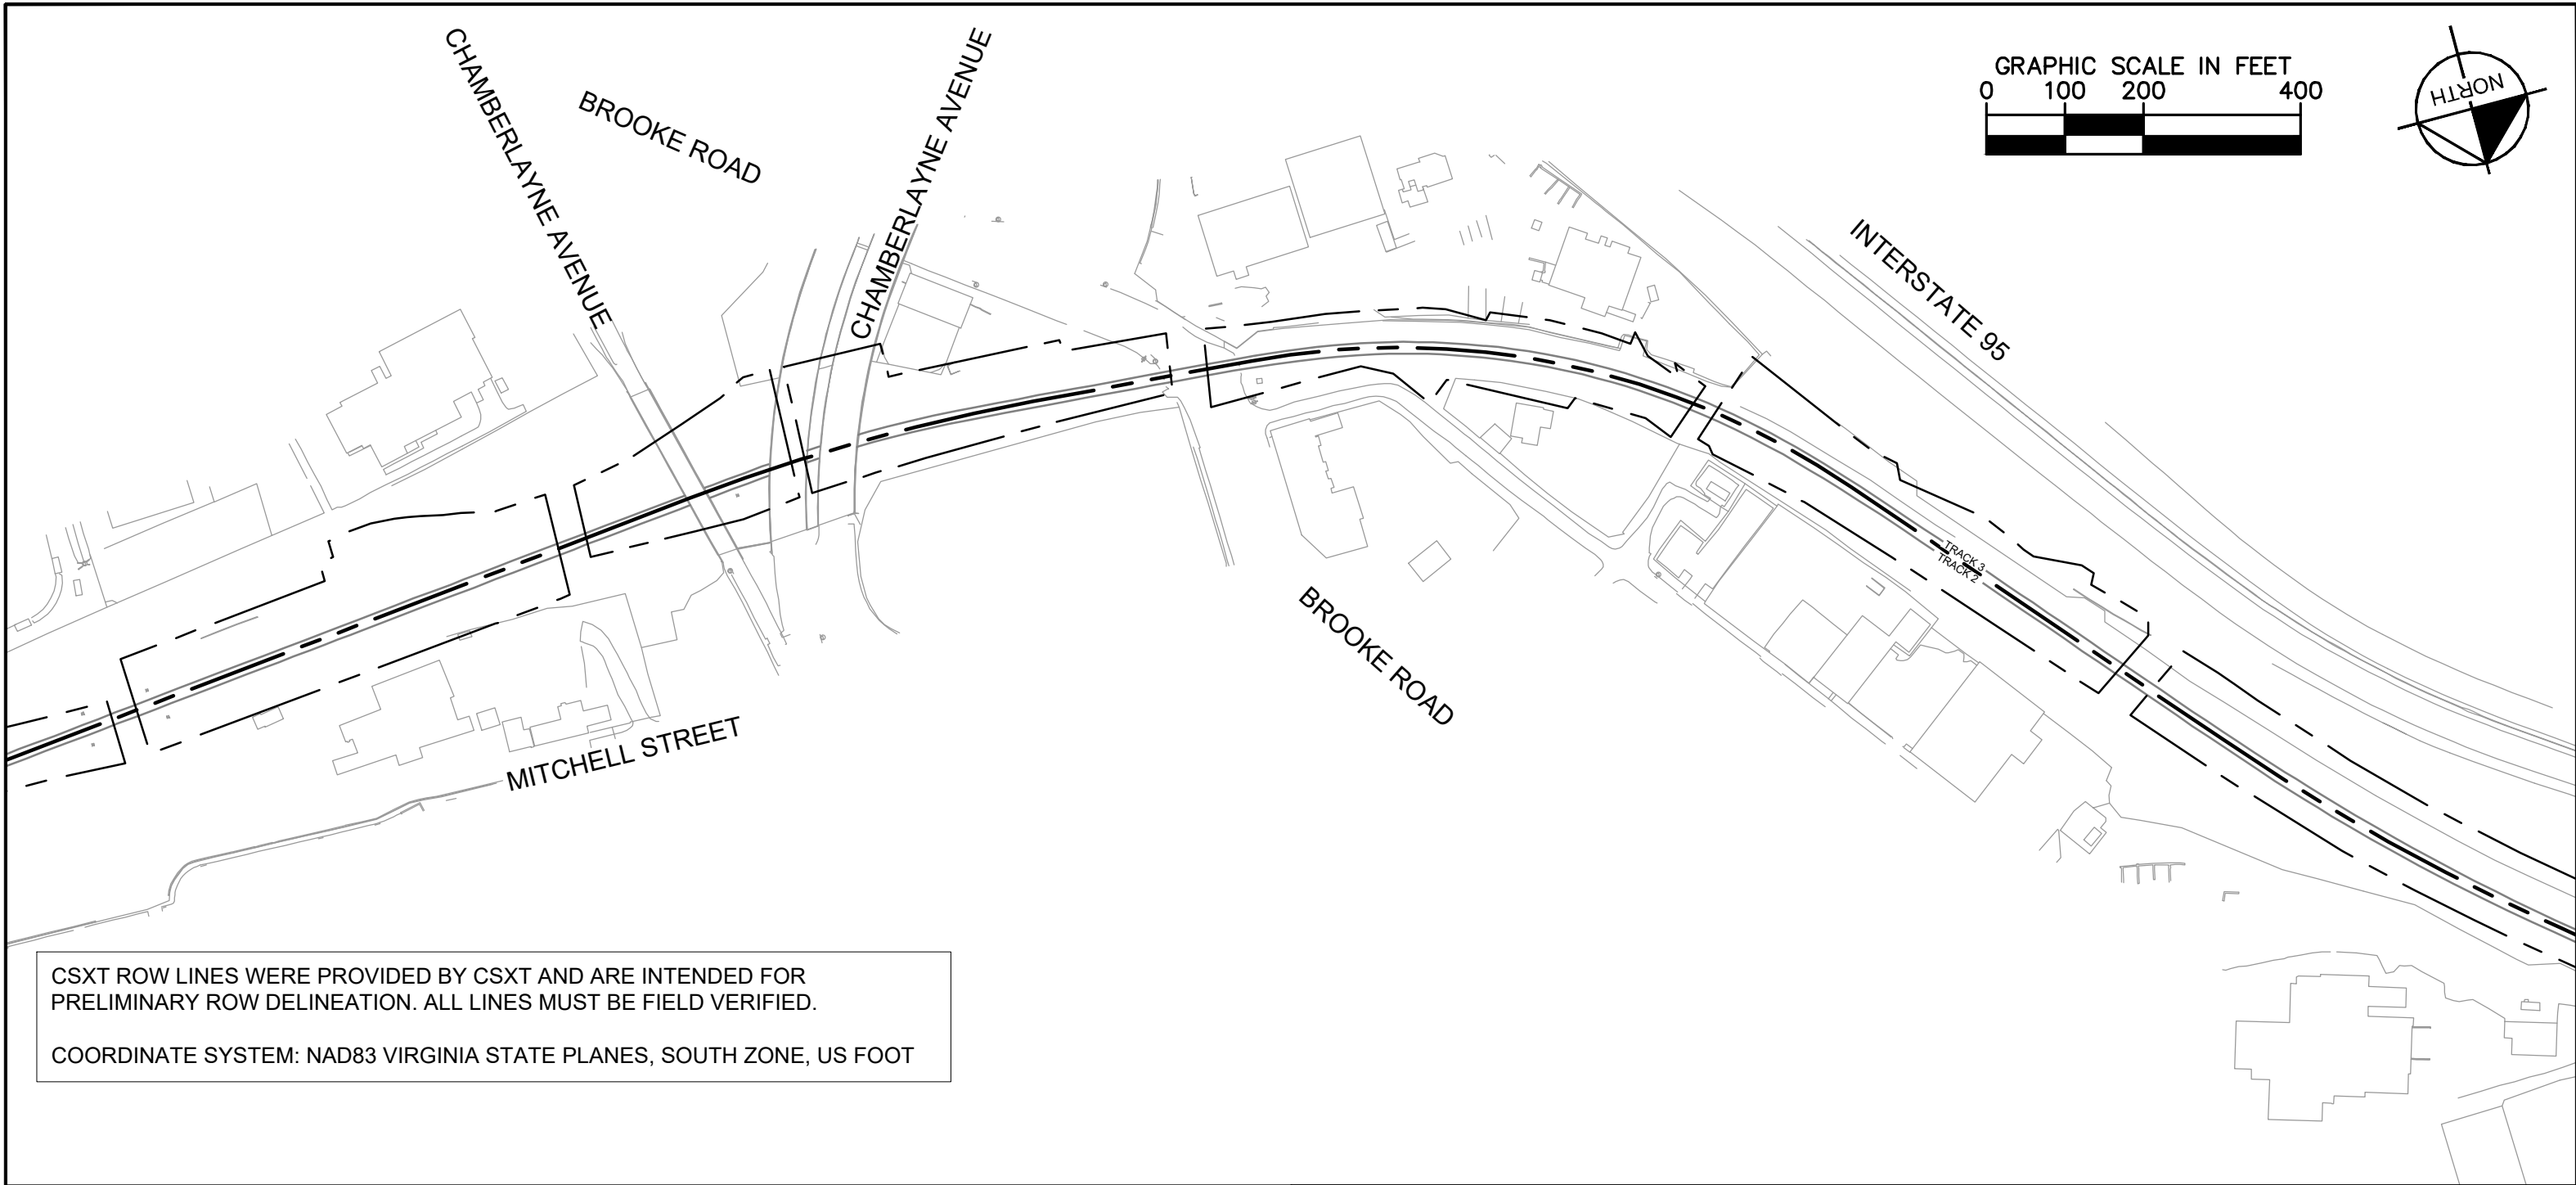 CHAMBERLAYNE AVENUE
BROOKE ROAD
CHAMBERLAYNE AVENUE
GRAPHIC SCALE IN FEET
0 100 200 400
NORTH
INTERSTATE 95
TRACK 3
TRACK 2
BROOKE ROAD
MITCHELL STREET
CSXT ROW LINES WERE PROVIDED BY CSXT AND ARE INTENDED FOR
PRELIMINARY ROW DELINEATION. ALL LINES MUST BE FIELD VERIFIED.
COORDINATE SYSTEM: NAD83 VIRGINIA STATE PLANES, SOUTH ZONE, US FOOT